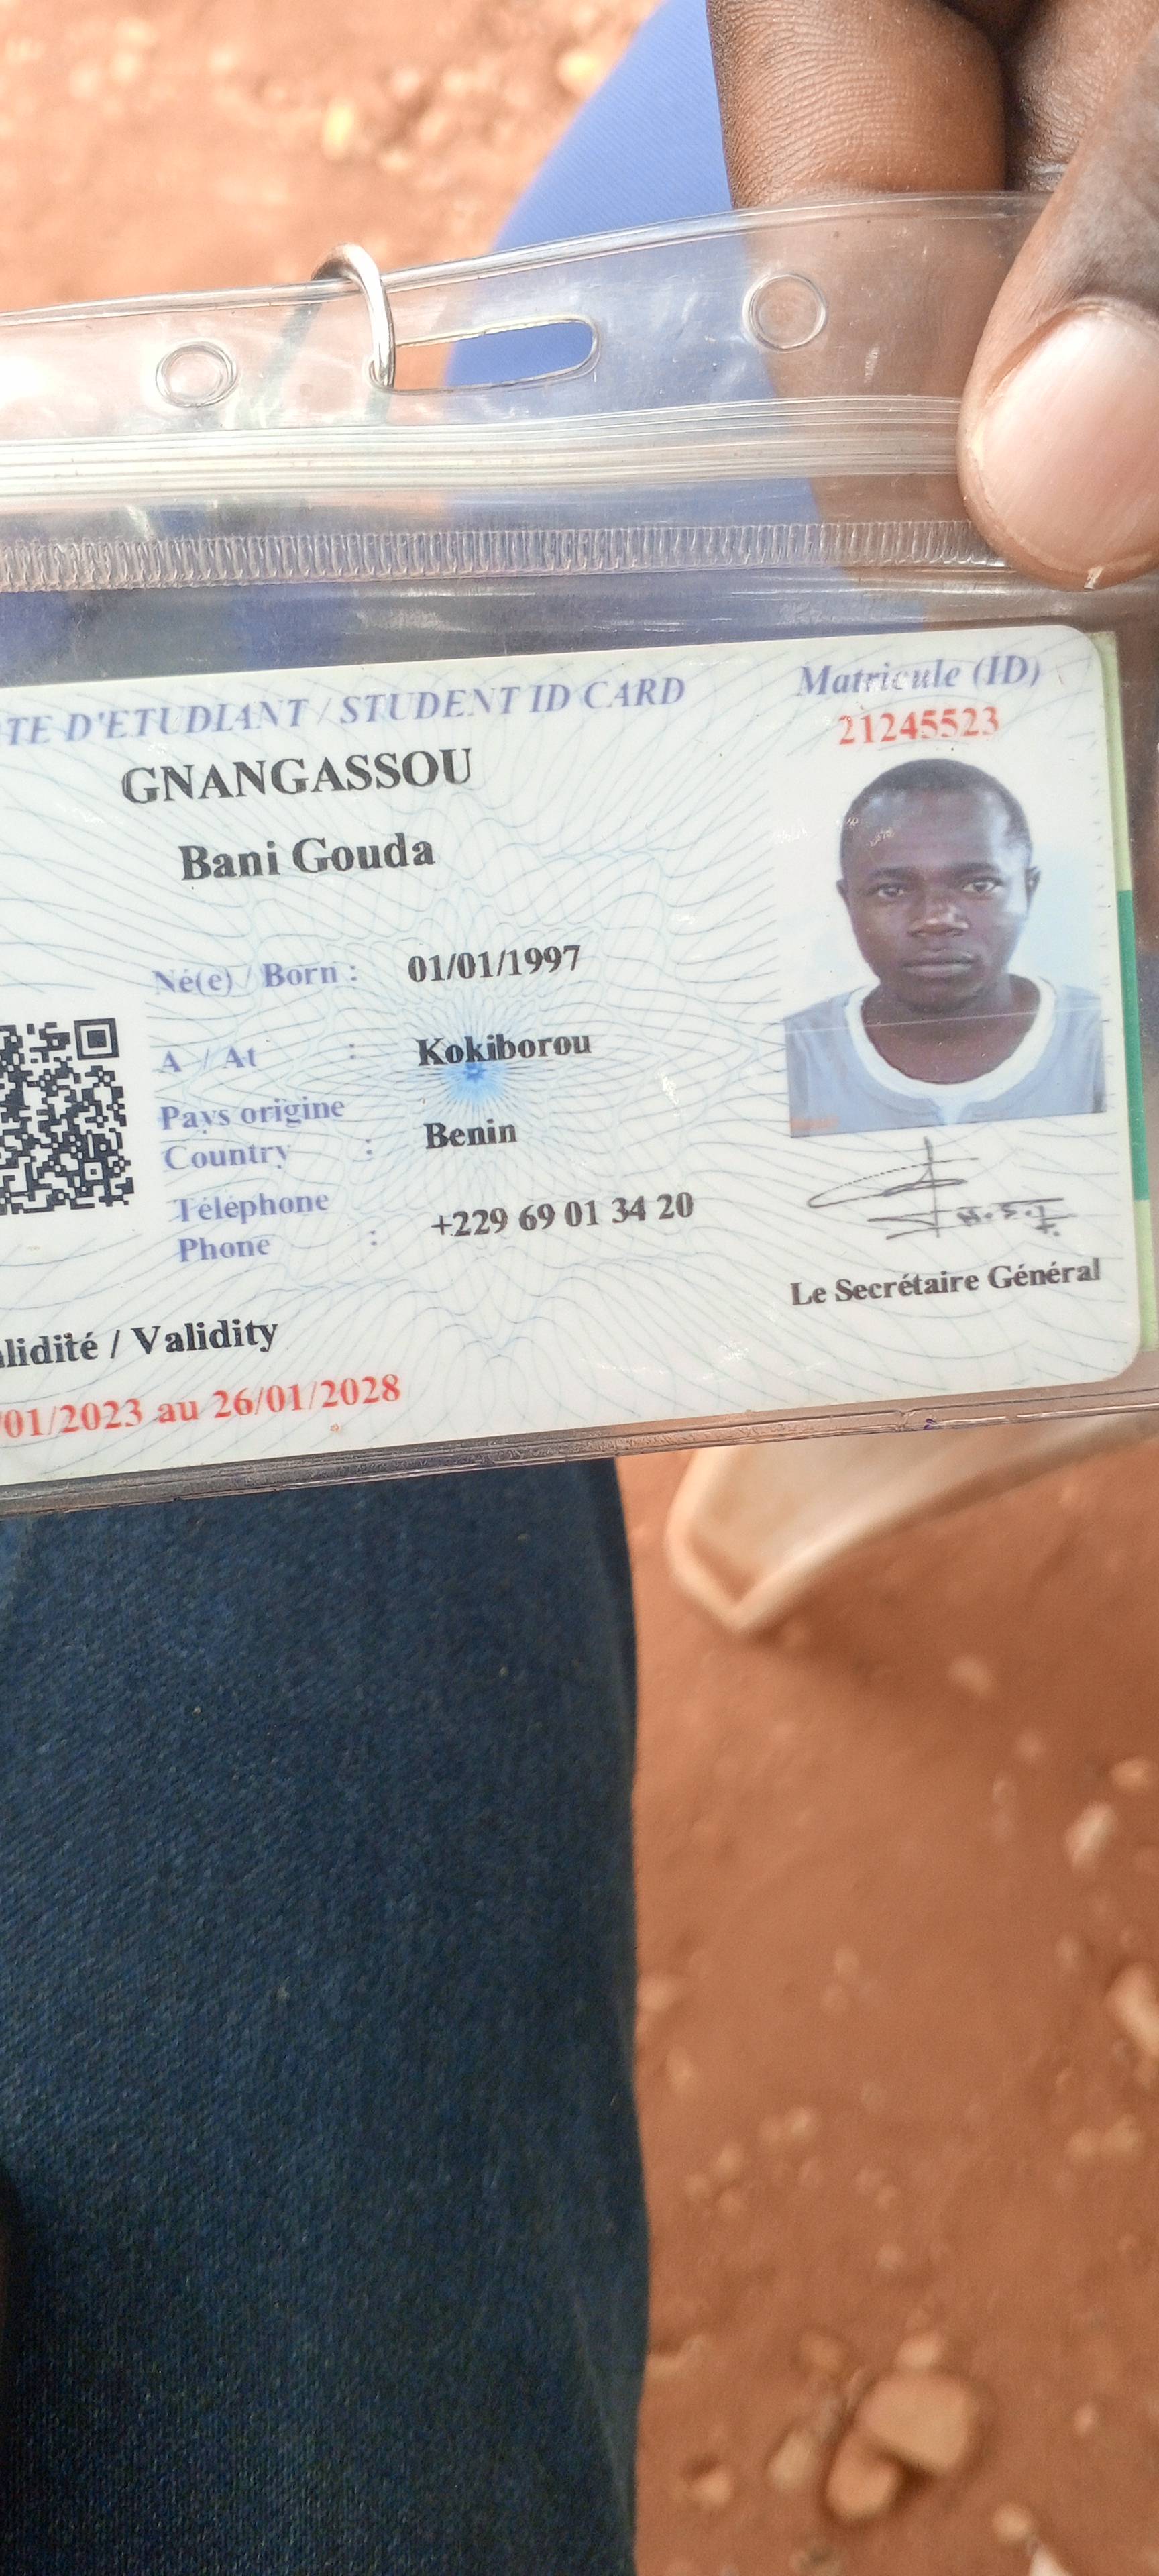 TE D'ETUDIANT / STUDENT ID CARD
Matricule (ID)
21245523
GNANGASSOU
Bani Gouda
Né(e) / Born : 01/01/1997
A / At : Kokiborou
Pays origine
Country : Benin
Téléphone
Phone : +229 69 01 34 20
Le Secrétaire Général
lidité / Validity
/01/2023 au 26/01/2028